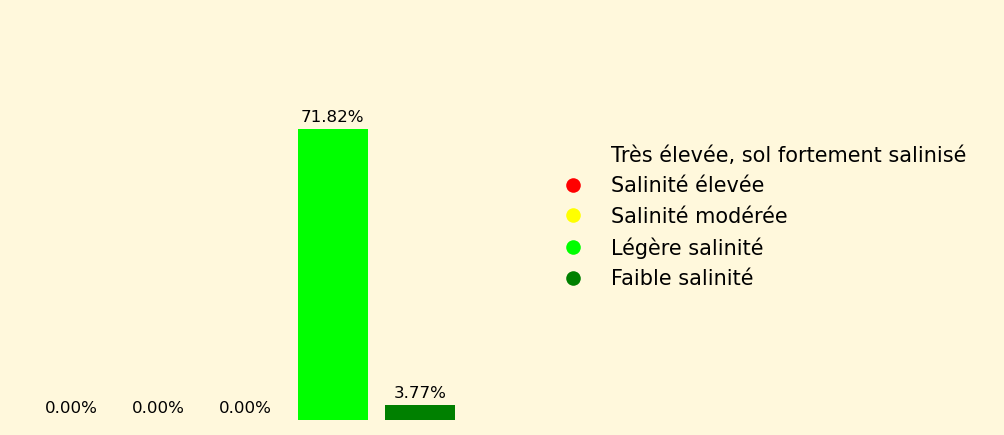 71.82%
Très élevée, sol fortement salinisé
Salinité élevée
Salinité modérée
Légère salinité
Faible salinité
3.77%
0.00% 0.00% 0.00%